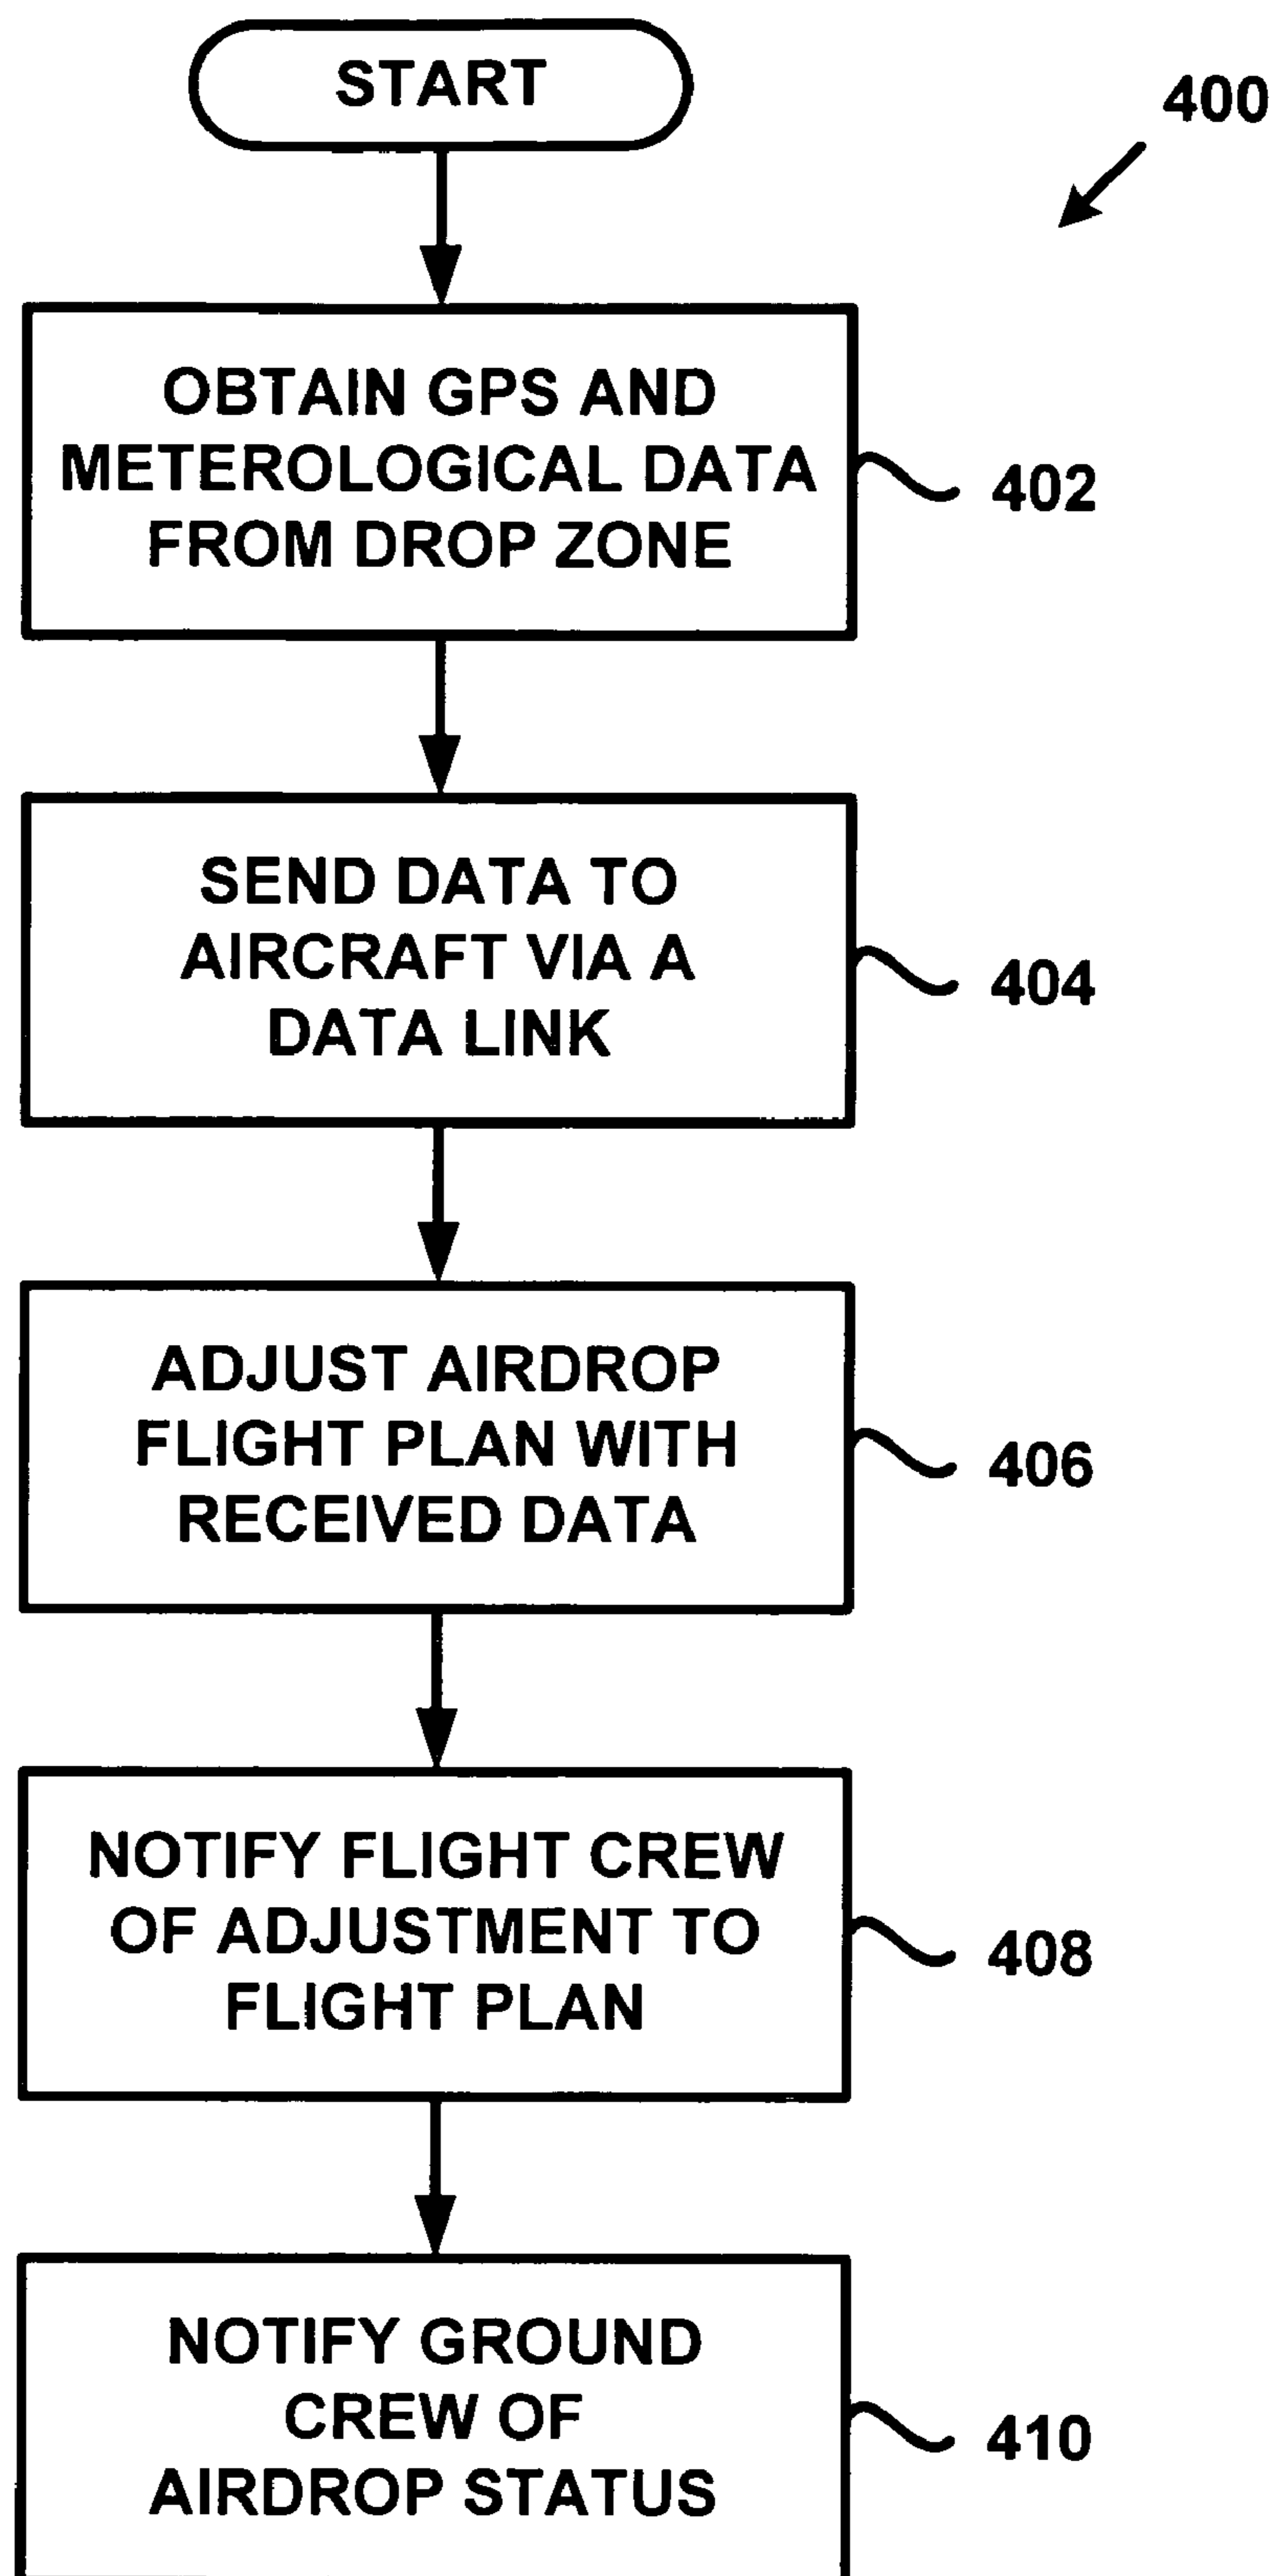 START
400
OBTAIN GPS AND
METEROLOGICAL DATA
FROM DROP ZONE
402
SEND DATA TO
AIRCRAFT VIA A
DATA LINK
404
ADJUST AIRDROP
FLIGHT PLAN WITH
RECEIVED DATA
406
NOTIFY FLIGHT CREW
OF ADJUSTMENT TO
FLIGHT PLAN
408
NOTIFY GROUND
CREW OF
AIRDROP STATUS
410